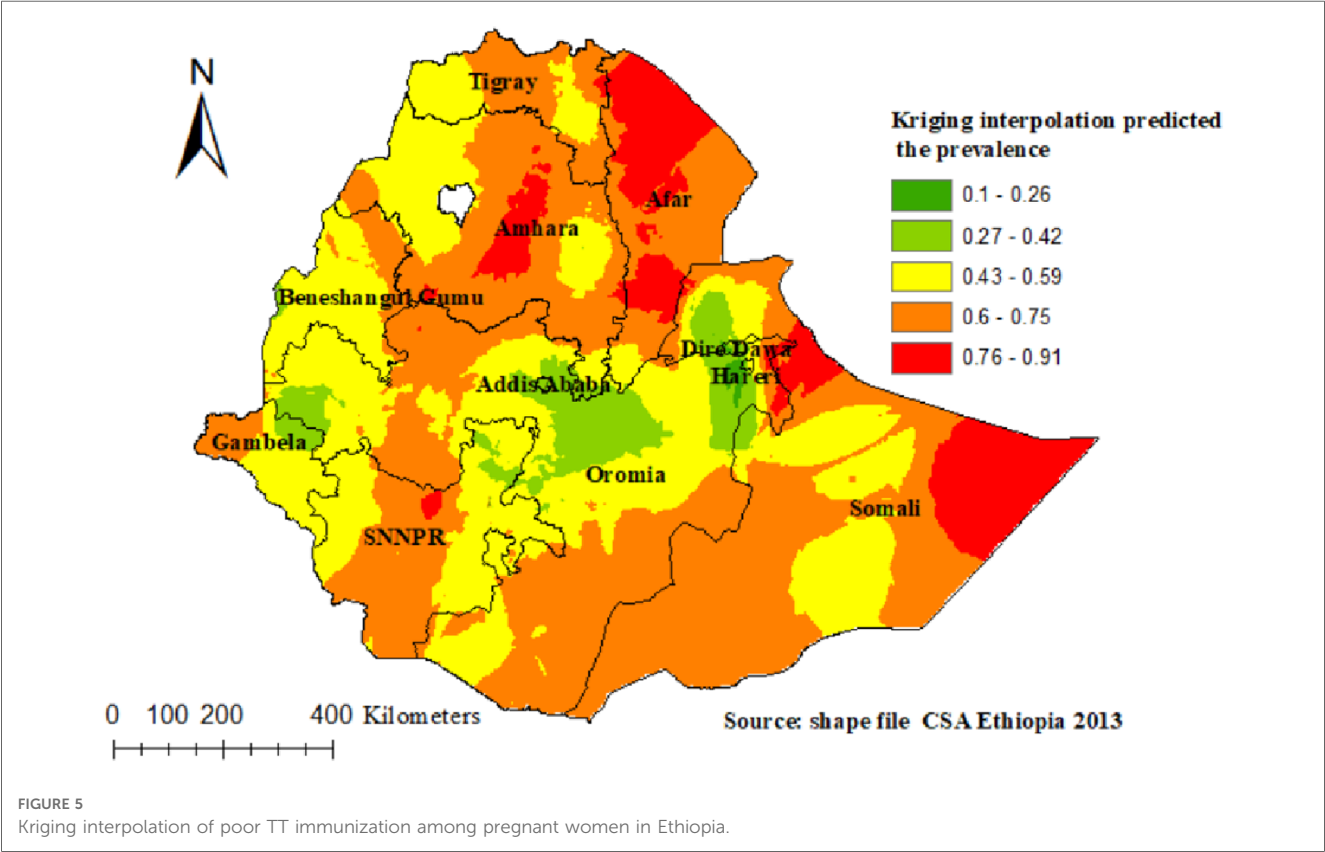 N
Tigray
Afar
Amhara
Beneshangul Gumu
Dire Dawa
Hareri
Addis Ababa
Gambela
Oromia
Somali
SNNPR
Kriging interpolation predicted
the prevalence
0.1 - 0.26
0.27 - 0.42
0.43 - 0.59
0.6 - 0.75
0.76 - 0.91
0 100 200 400 Kilometers
Source: shape file CSA Ethiopia 2013
FIGURE 5
Kriging interpolation of poor TT immunization among pregnant women in Ethiopia.